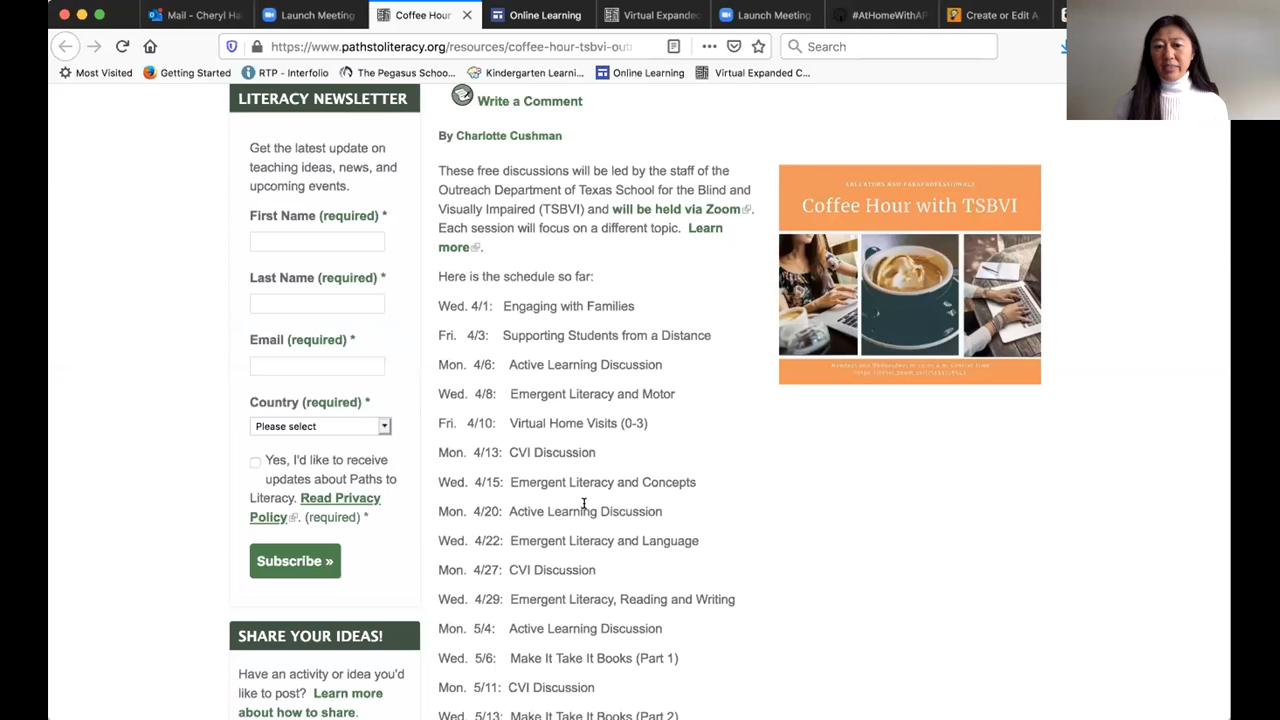 Mail - Cheryl Ha
Launch Meeting
Coffee Hour
Online Learning
Virtual Expanded
Launch Meeting
#AtHomeWithAP
Create or Edit A
https://www.pathstoliteracy.org/resources/coffee-hour-tsbvi-out
Search
Most Visited
Getting Started
RTP - Interfolio
The Pegasus Schoo...
Kindergarten Learni...
Online Learning
Virtual Expanded C...
LITERACY NEWSLETTER
Get the latest update on
teaching ideas, news, and
upcoming events.
First Name (required) *
Last Name (required) *
Email (required) *
Country (required) *
Please select
Yes, I'd like to receive
updates about Paths to
Literacy. Read Privacy
Policy. (required) *
Subscribe »
SHARE YOUR IDEAS!
Have an activity or idea you'd
like to post? Learn more
about how to share.
Write a Comment
By Charlotte Cushman
These free discussions will be led by the staff of the
Outreach Department of Texas School for the Blind and
Visually Impaired (TSBVI) and will be held via Zoom.
Each session will focus on a different topic. Learn
more.
Here is the schedule so far:
Wed. 4/1: Engaging with Families
Fri. 4/3: Supporting Students from a Distance
Mon. 4/6: Active Learning Discussion
Wed. 4/8: Emergent Literacy and Motor
Fri. 4/10: Virtual Home Visits (0-3)
Mon. 4/13: CVI Discussion
Wed. 4/15: Emergent Literacy and Concepts
Mon. 4/20: Active Learning Discussion
Wed. 4/22: Emergent Literacy and Language
Mon. 4/27: CVI Discussion
Wed. 4/29: Emergent Literacy, Reading and Writing
Mon. 5/4: Active Learning Discussion
Wed. 5/6: Make It Take It Books (Part 1)
Mon. 5/11: CVI Discussion
Wed. 5/13: Make It Take It Books (Part 2)
EDUCATORS AND PARAPROFESSIONALS
Coffee Hour with TSBVI